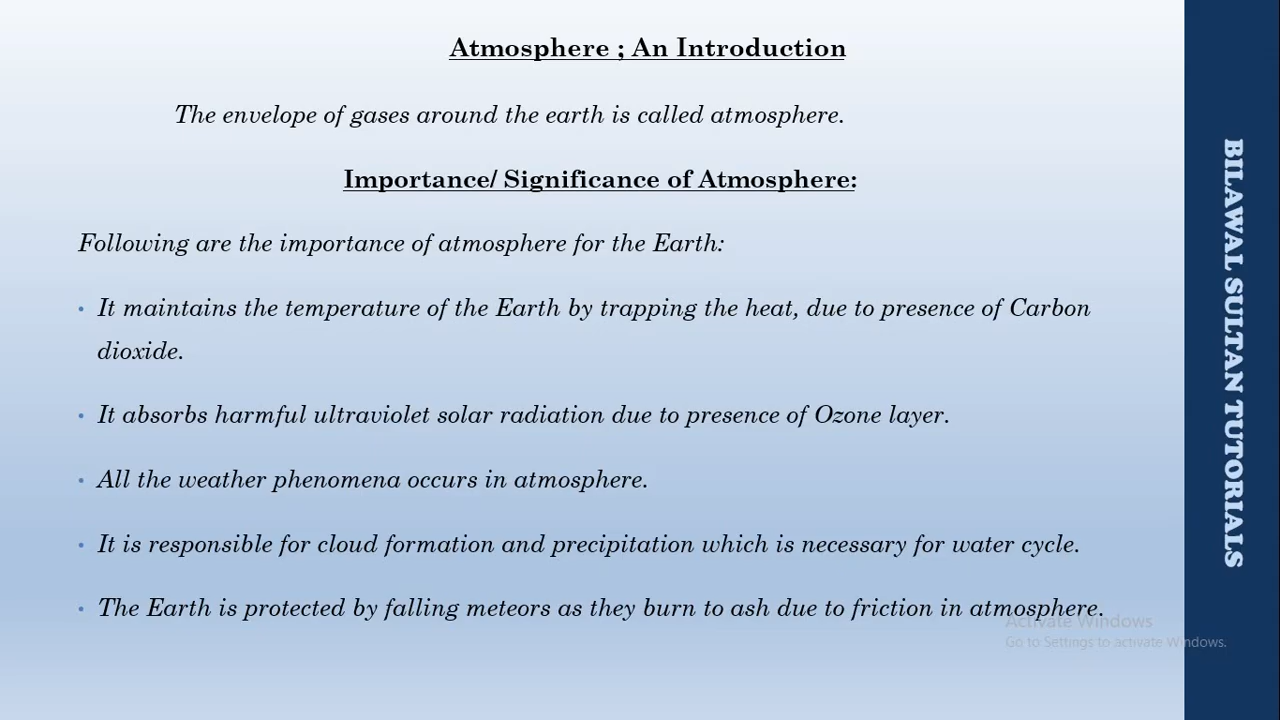 Atmosphere ; An Introduction
The envelope of gases around the earth is called atmosphere.
Importance/ Significance of Atmosphere:
Following are the importance of atmosphere for the Earth:
• It maintains the temperature of the Earth by trapping the heat, due to presence of Carbon
dioxide.
• It absorbs harmful ultraviolet solar radiation due to presence of Ozone layer.
• All the weather phenomena occurs in atmosphere.
• It is responsible for cloud formation and precipitation which is necessary for water cycle.
• The Earth is protected by falling meteors as they burn to ash due to friction in atmosphere.
Activate Windows
Go to Settings to activate Windows.
BILAWAL SULTAN TUTORIALS